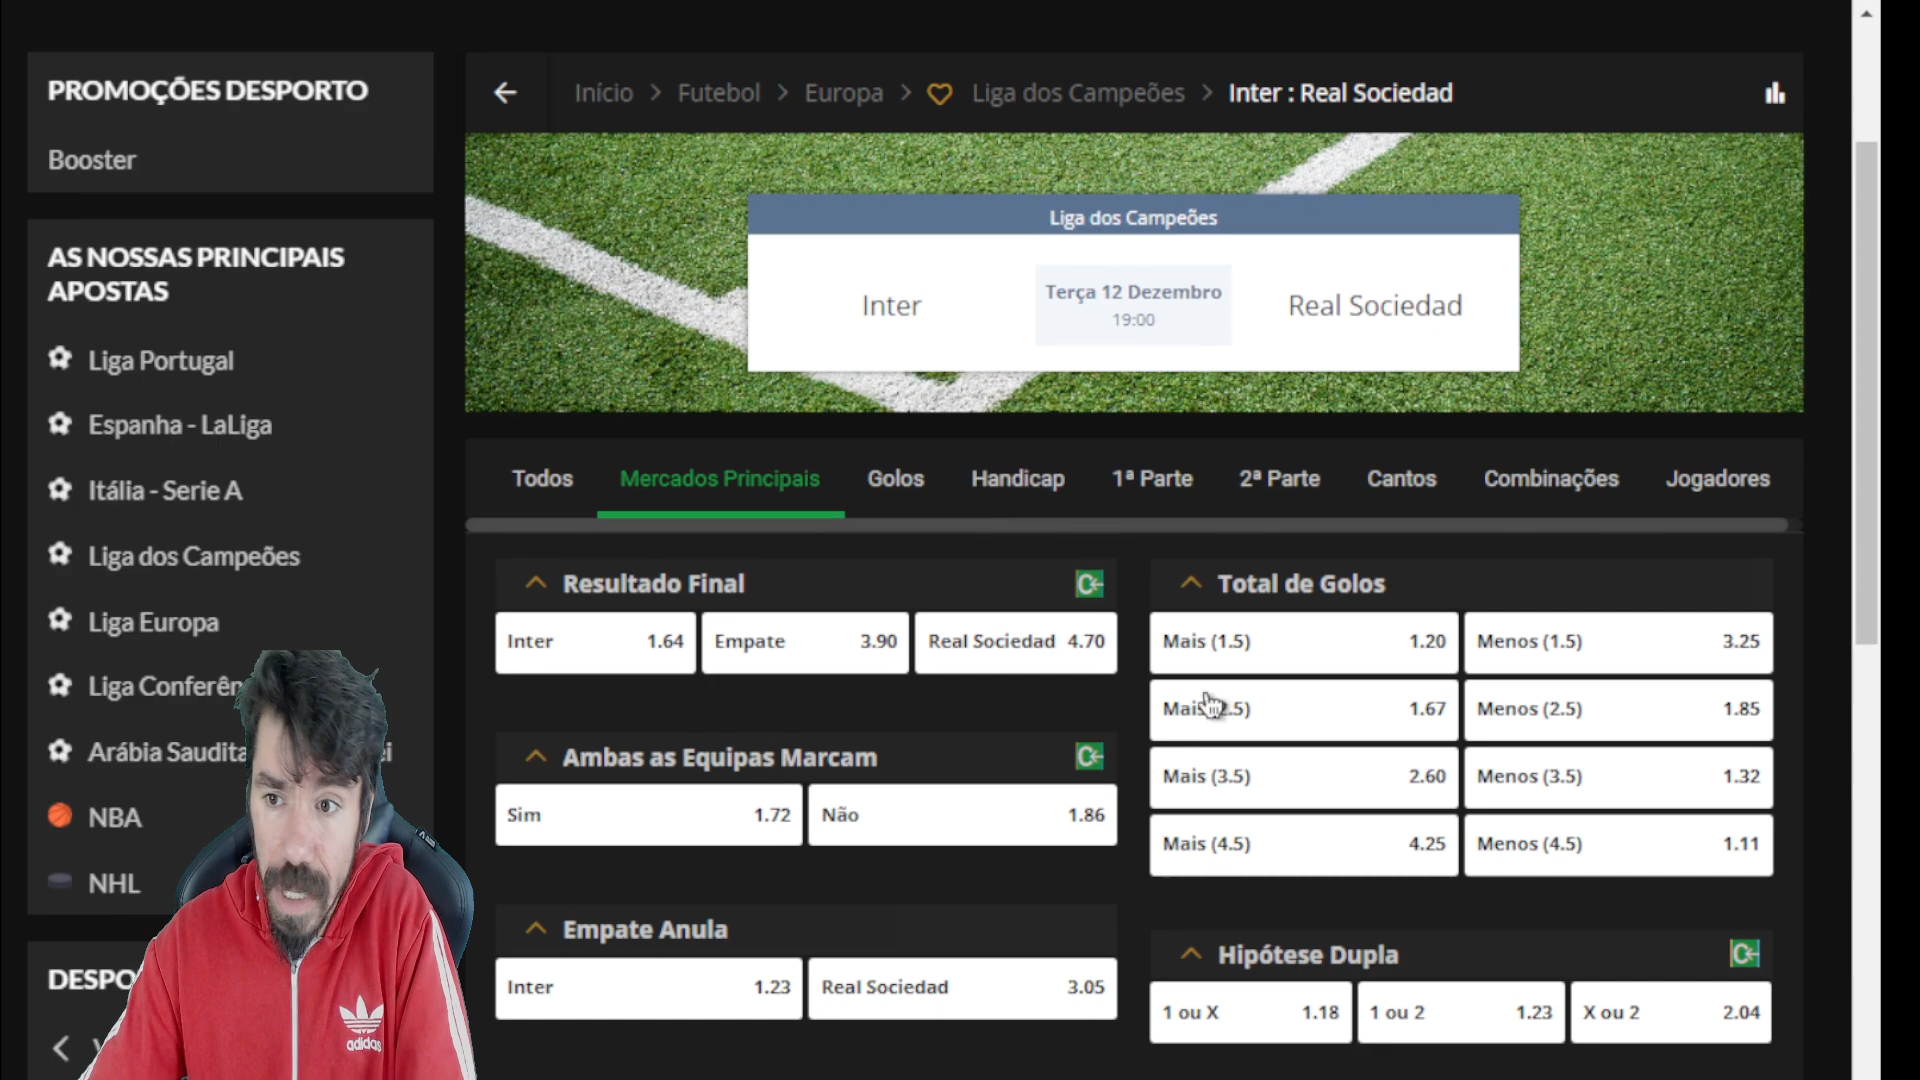 PROMOÇÕES DESPORTO
Booster
AS NOSSAS PRINCIPAIS
APOSTAS
Liga Portugal
Espanha - LaLiga
Itália - Serie A
Liga dos Campeões
Liga Europa
Liga Conferên
Arábia Saudita
NBA
NHL
DESPO
Início > Futebol > Europa > Liga dos Campeões > Inter : Real Sociedad
Liga dos Campeões
Inter
Terça 12 Dezembro
19:00
Real Sociedad
Todos Mercados Principais Golos Handicap 1ª Parte 2ª Parte Cantos Combinações Jogadores
Resultado Final
Inter 1.64 Empate 3.90 Real Sociedad 4.70
Ambas as Equipas Marcam
Sim 1.72 Não 1.86
Empate Anula
Inter 1.23 Real Sociedad 3.05
Total de Golos
Mais (1.5) 1.20 Menos (1.5) 3.25
Mais (2.5) 1.67 Menos (2.5) 1.85
Mais (3.5) 2.60 Menos (3.5) 1.32
Mais (4.5) 4.25 Menos (4.5) 1.11
Hipótese Dupla
1 ou X 1.18 1 ou 2 1.23 X ou 2 2.04
adidas